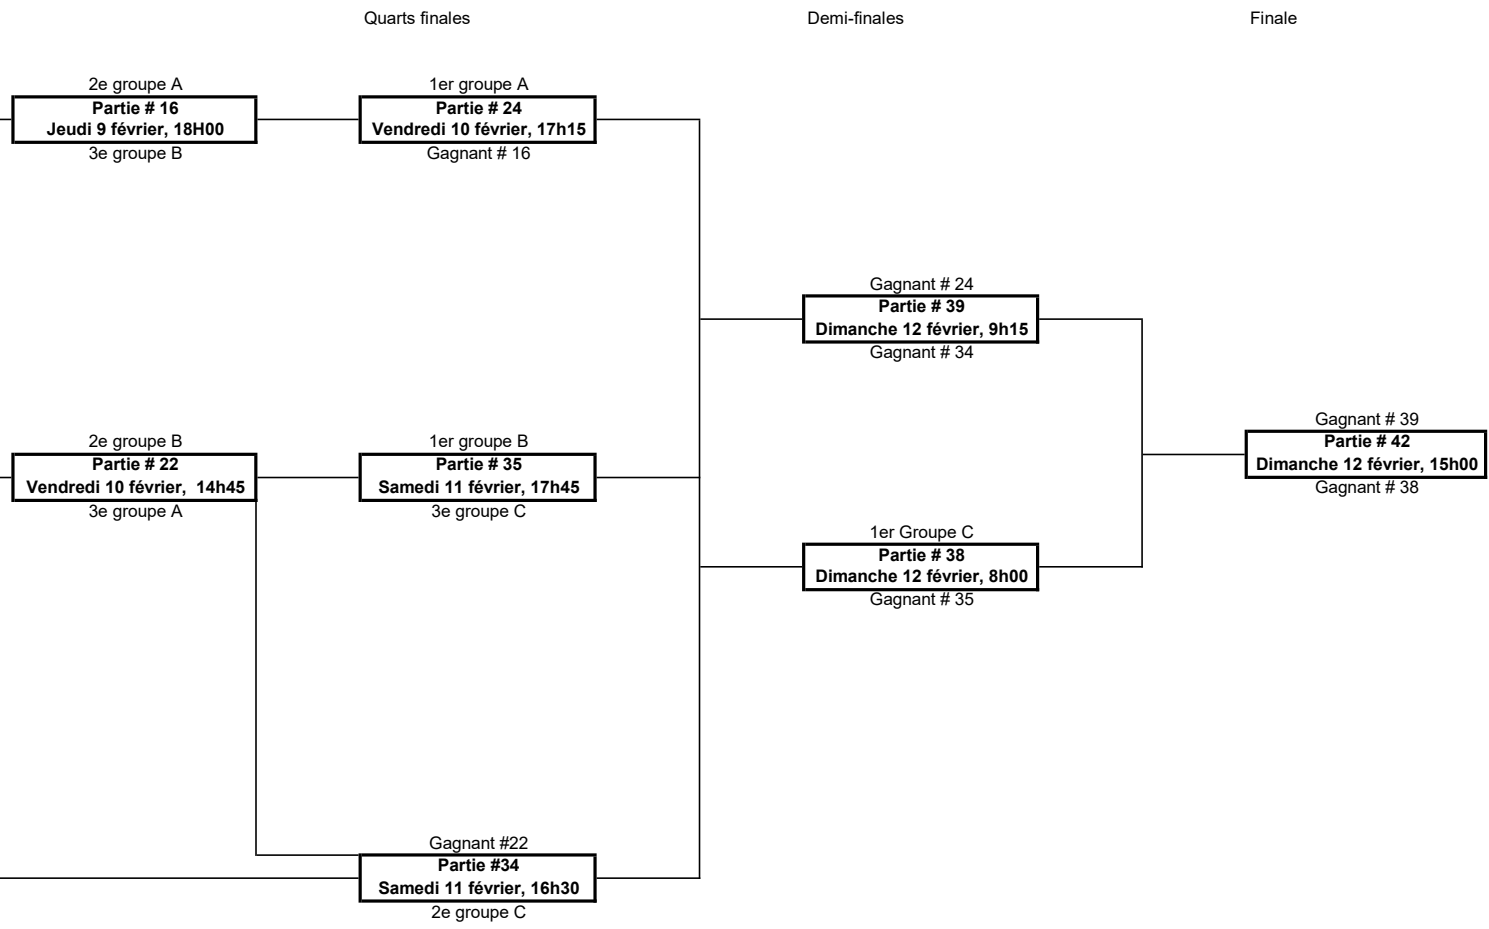 Quarts finales
Demi-finales
Finale
2e groupe A
Partie # 16
Jeudi 9 février, 18H00
3e groupe B
1er groupe A
Partie # 24
Vendredi 10 février, 17h15
Gagnant # 16
Gagnant # 24
Partie # 39
Dimanche 12 février, 9h15
Gagnant # 34
2e groupe B
Partie # 22
Vendredi 10 février,  14h45
3e groupe A
1er groupe B
Partie # 35
Samedi 11 février, 17h45
3e groupe C
Gagnant # 39
Partie # 42
Dimanche 12 février, 15h00
Gagnant # 38
1er Groupe C
Partie # 38
Dimanche 12 février, 8h00
Gagnant # 35
Gagnant #22
Partie #34
Samedi 11 février, 16h30
2e groupe C